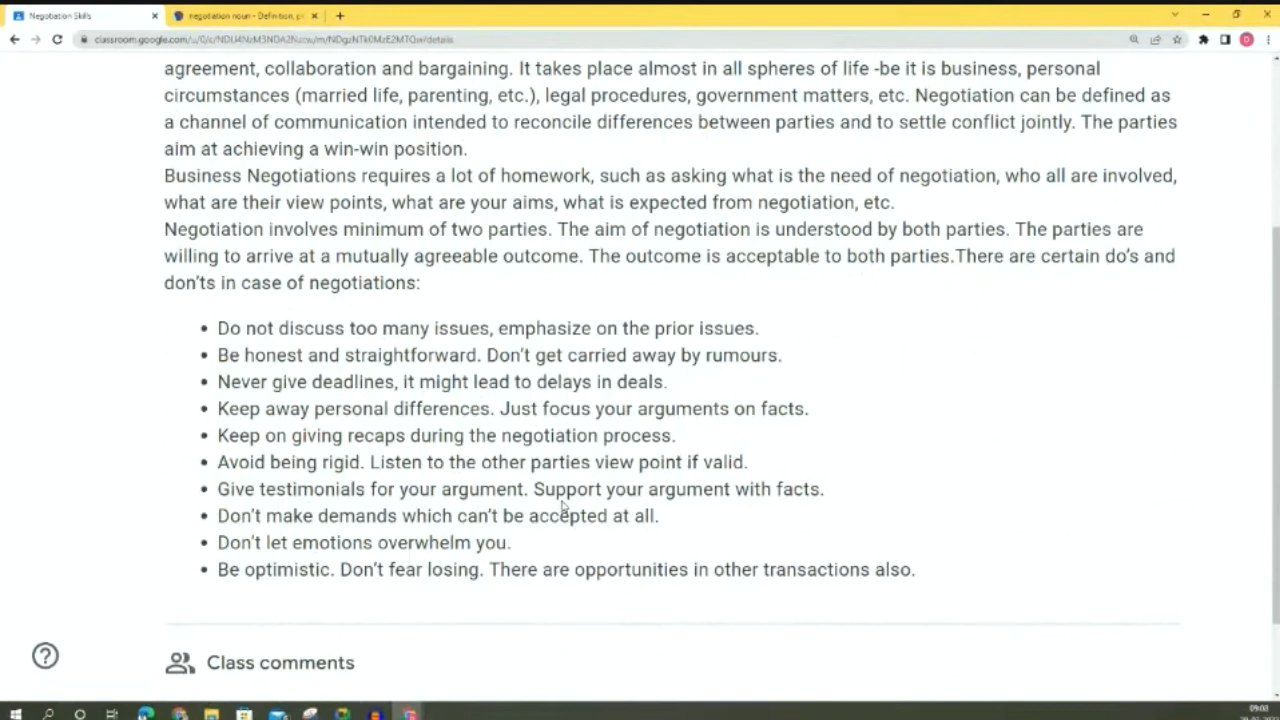 Negotiation Skills
negotiation noun - Definition, pi
agreement, collaboration and bargaining. It takes place almost in all spheres of life -be it is business, personal
circumstances (married life, parenting, etc.), legal procedures, government matters, etc. Negotiation can be defined as
a channel of communication intended to reconcile differences between parties and to settle conflict jointly. The parties
aim at achieving a win-win position.
Business Negotiations requires a lot of homework, such as asking what is the need of negotiation, who all are involved,
what are their view points, what are your aims, what is expected from negotiation, etc.
Negotiation involves minimum of two parties. The aim of negotiation is understood by both parties. The parties are
willing to arrive at a mutually agreeable outcome. The outcome is acceptable to both parties.There are certain do's and
don'ts in case of negotiations:
• Do not discuss too many issues, emphasize on the prior issues.
• Be honest and straightforward. Don't get carried away by rumours.
• Never give deadlines, it might lead to delays in deals.
• Keep away personal differences. Just focus your arguments on facts.
• Keep on giving recaps during the negotiation process.
• Avoid being rigid. Listen to the other parties view point if valid.
• Give testimonials for your argument. Support your argument with facts.
• Don't make demands which can't be accepted at all.
• Don't let emotions overwhelm you.
• Be optimistic. Don't fear losing. There are opportunities in other transactions also.
Class comments
09:03